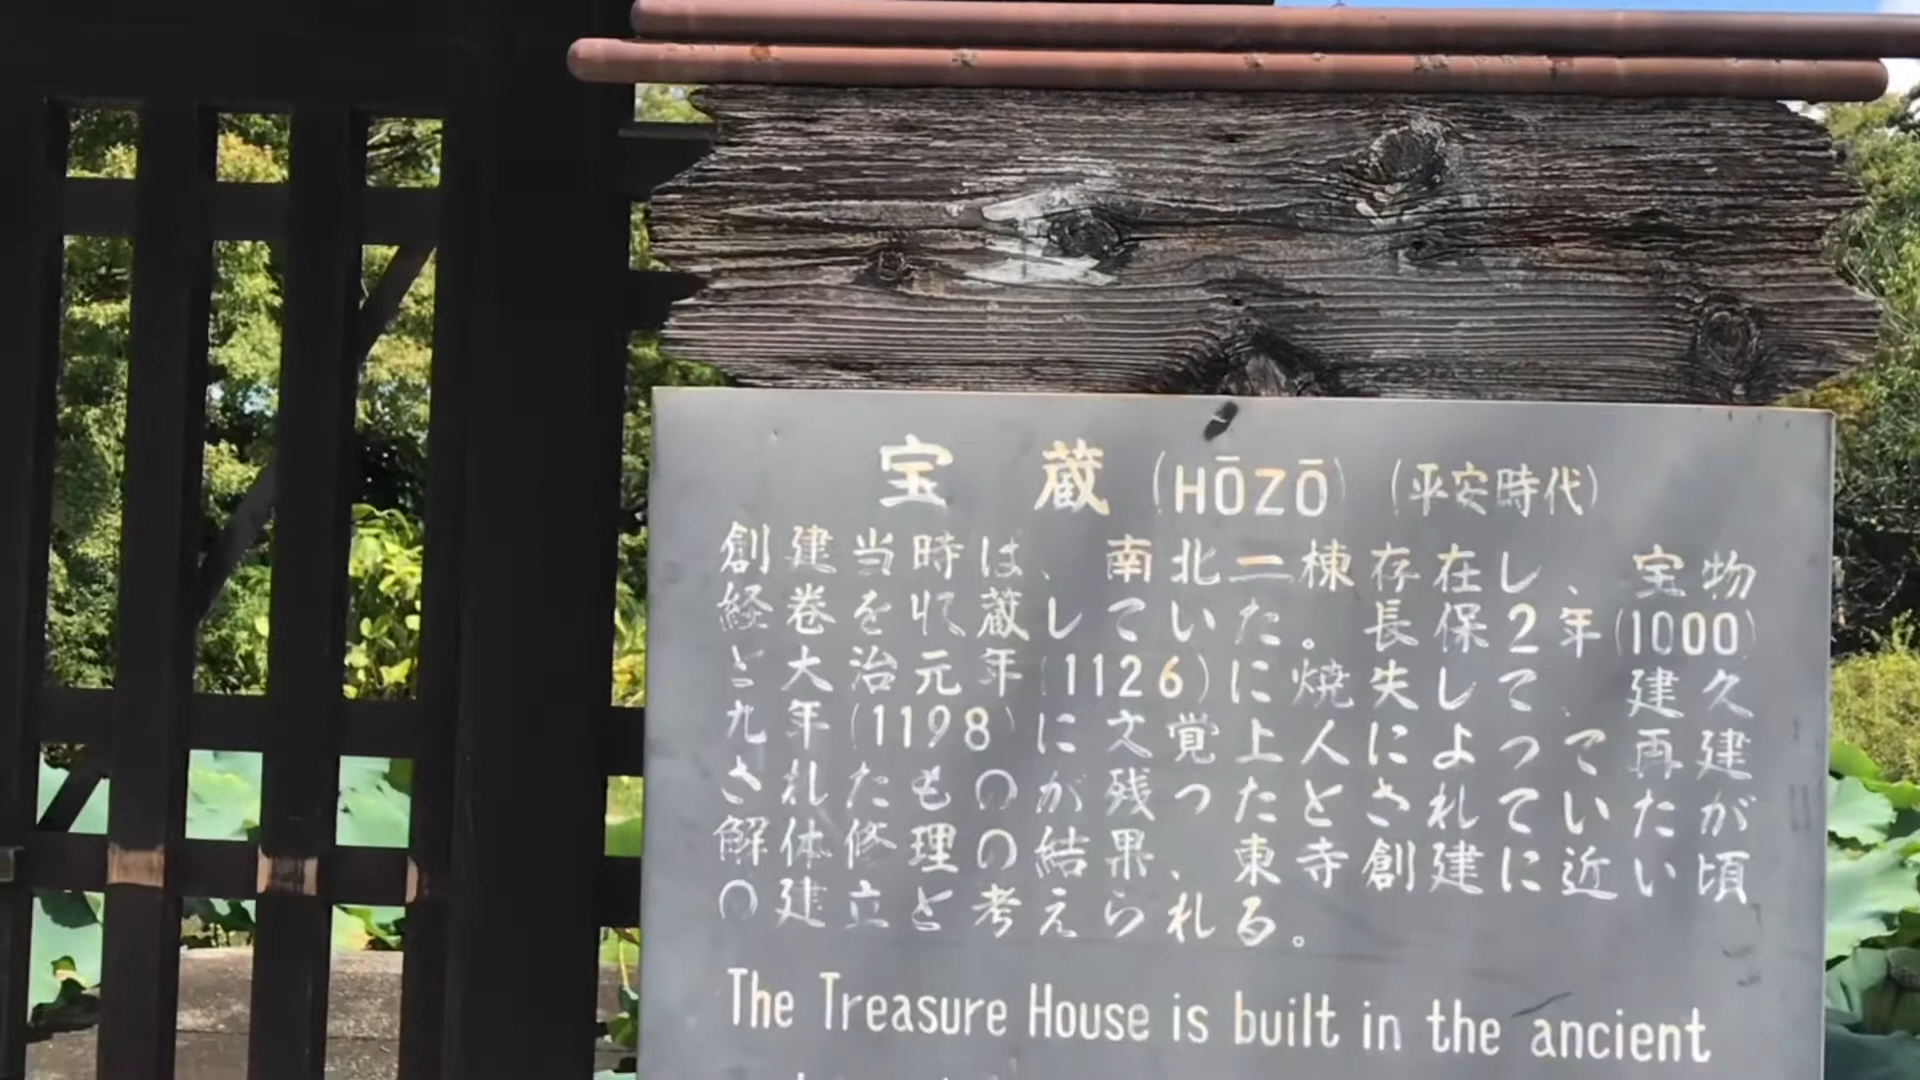 宝蔵 (HŌZŌ) (平安時代)
創建当時は、南北二棟存在し、宝物
経巻を収蔵していた。長保2年(1000)
と大治元年(1126)に焼失して、建久
九年(1198)に文覚上人によって再建
されたものが残ったとされていたが
解体修理の結果、東寺創建に近い頃
の建立と考えられる。
The Treasure House is built in the ancient